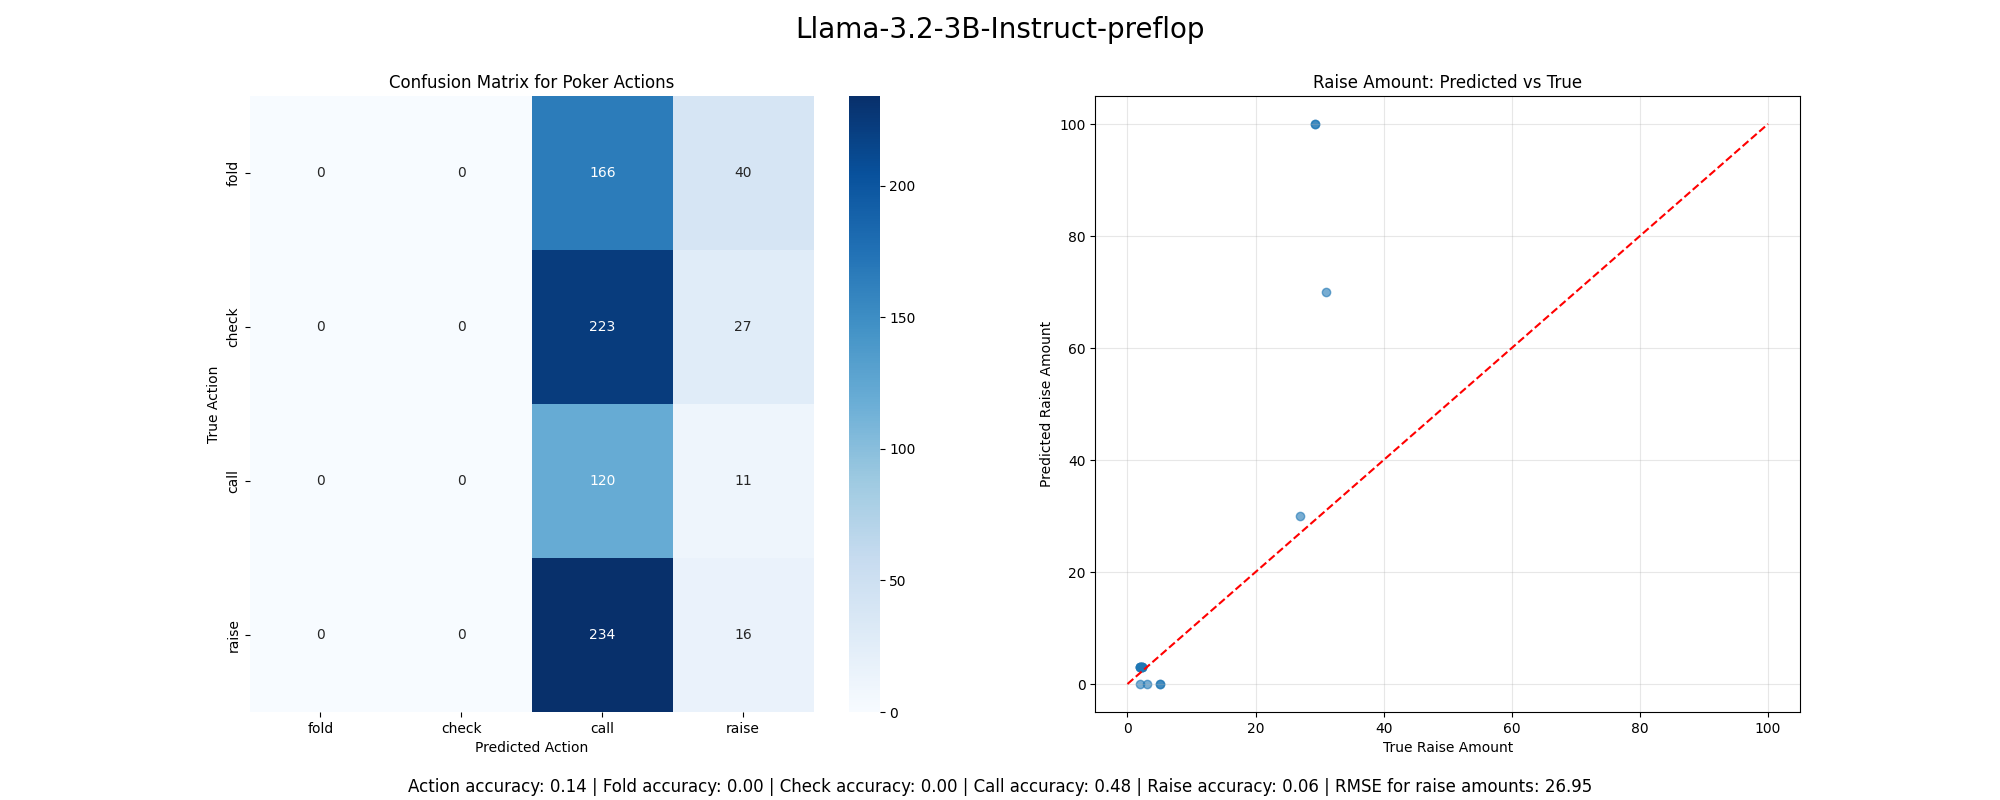 Llama-3.2-3B-Instruct-preflop
Confusion Matrix for Poker Actions
True Action
fold
check
call
raise
0 0 166 40
0 0 223 27
0 0 120 11
0 0 234 16
fold check call raise
Predicted Action
200
150
100
50
0
Raise Amount: Predicted vs True
Predicted Raise Amount
100
80
60
40
20
0
0 20 40 60 80 100
True Raise Amount
Action accuracy: 0.14 | Fold accuracy: 0.00 | Check accuracy: 0.00 | Call accuracy: 0.48 | Raise accuracy: 0.06 | RMSE for raise amounts: 26.95